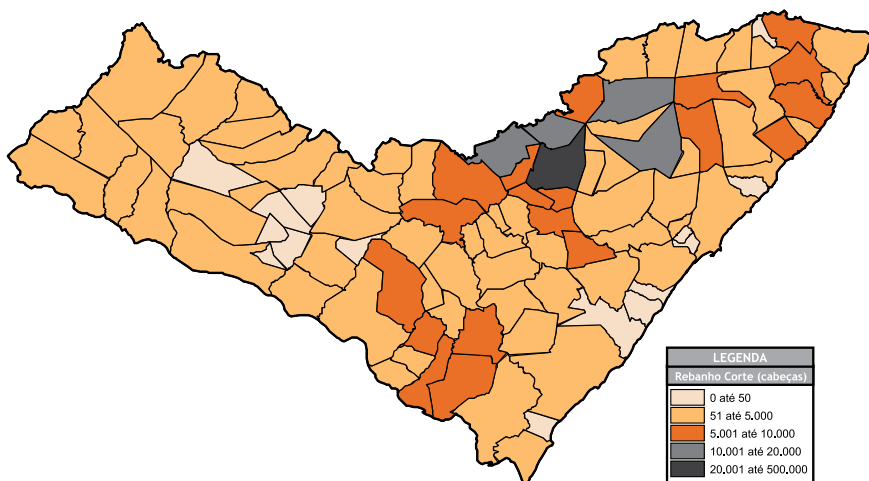 LEGENDA
Rebanho Corte (cabeças)
0 até 50
51 até 5.000
5.001 até 10.000
10.001 até 20.000
20.001 até 500.000